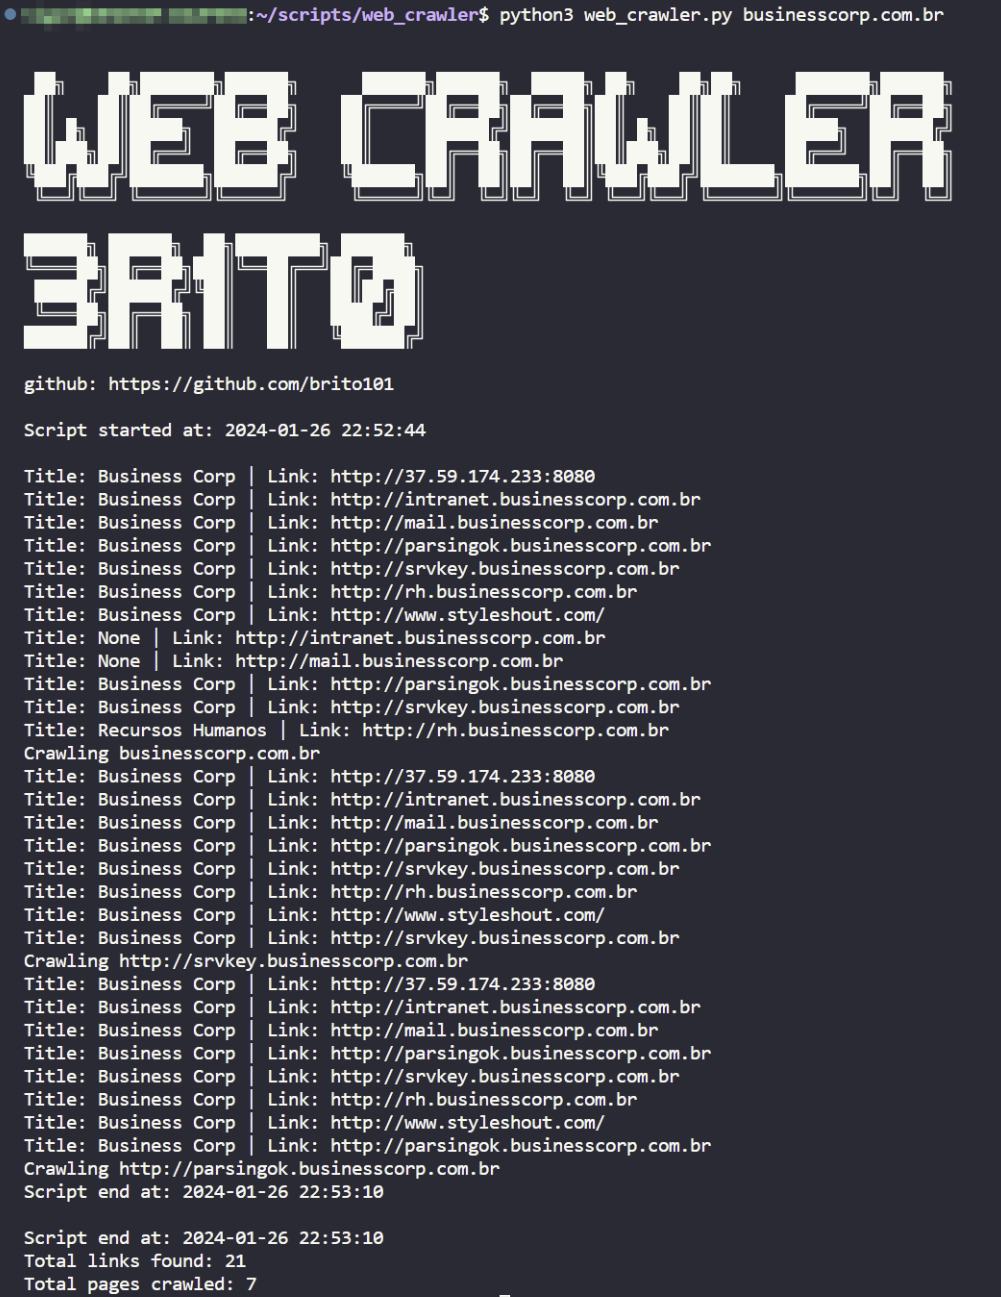 :~/scripts/web_crawler$ python3 web_crawler.py businesscorp.com.br
WEB CRAWLER
3R1T0
github: https://github.com/brito101
Script started at: 2024-01-26 22:52:44
Title: Business Corp | Link: http://37.59.174.233:8080
Title: Business Corp | Link: http://intranet.businesscorp.com.br
Title: Business Corp | Link: http://mail.businesscorp.com.br
Title: Business Corp | Link: http://parsingok.businesscorp.com.br
Title: Business Corp | Link: http://srvkey.businesscorp.com.br
Title: Business Corp | Link: http://rh.businesscorp.com.br
Title: Business Corp | Link: http://www.styleshout.com/
Title: None | Link: http://intranet.businesscorp.com.br
Title: None | Link: http://mail.businesscorp.com.br
Title: Business Corp | Link: http://parsingok.businesscorp.com.br
Title: Business Corp | Link: http://srvkey.businesscorp.com.br
Title: Recursos Humanos | Link: http://rh.businesscorp.com.br
Crawling businesscorp.com.br
Title: Business Corp | Link: http://37.59.174.233:8080
Title: Business Corp | Link: http://intranet.businesscorp.com.br
Title: Business Corp | Link: http://mail.businesscorp.com.br
Title: Business Corp | Link: http://parsingok.businesscorp.com.br
Title: Business Corp | Link: http://srvkey.businesscorp.com.br
Title: Business Corp | Link: http://rh.businesscorp.com.br
Title: Business Corp | Link: http://www.styleshout.com/
Title: Business Corp | Link: http://srvkey.businesscorp.com.br
Crawling http://srvkey.businesscorp.com.br
Title: Business Corp | Link: http://37.59.174.233:8080
Title: Business Corp | Link: http://intranet.businesscorp.com.br
Title: Business Corp | Link: http://mail.businesscorp.com.br
Title: Business Corp | Link: http://parsingok.businesscorp.com.br
Title: Business Corp | Link: http://srvkey.businesscorp.com.br
Title: Business Corp | Link: http://rh.businesscorp.com.br
Title: Business Corp | Link: http://www.styleshout.com/
Title: Business Corp | Link: http://parsingok.businesscorp.com.br
Crawling http://parsingok.businesscorp.com.br
Script end at: 2024-01-26 22:53:10
Script end at: 2024-01-26 22:53:10
Total links found: 21
Total pages crawled: 7